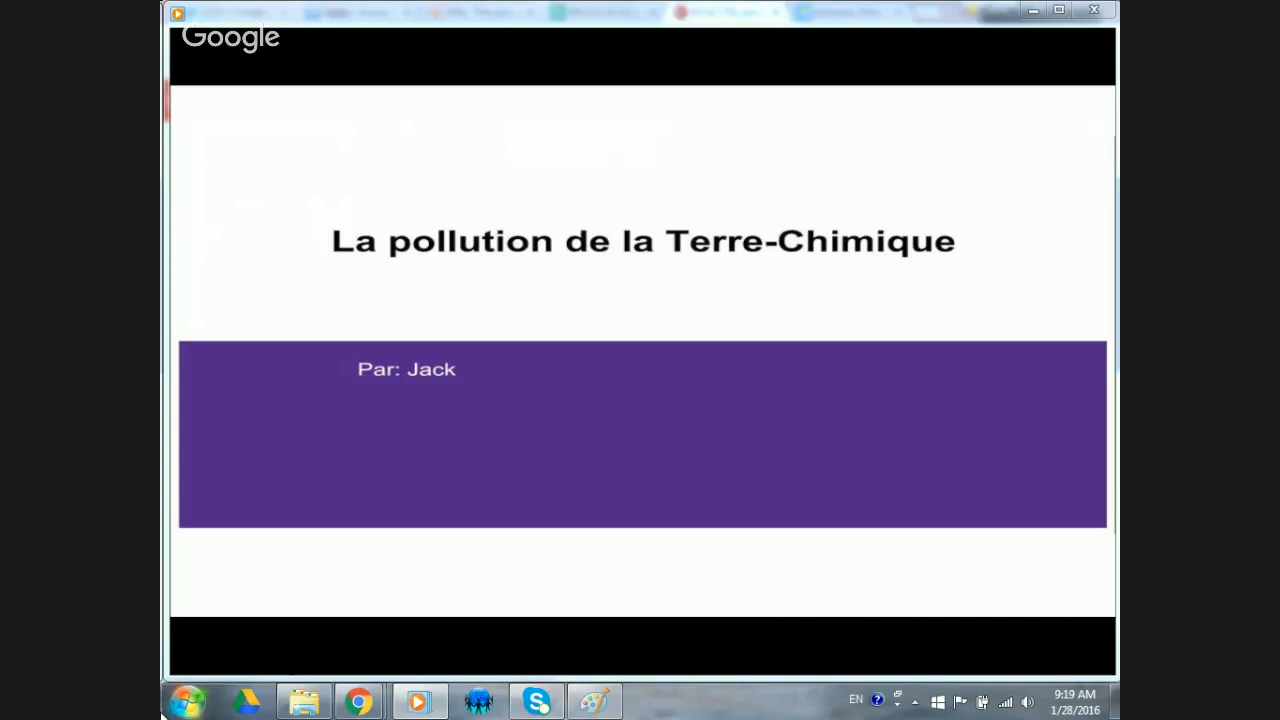 Google
La pollution de la Terre-Chimique
Par: Jack
EN
9:19 AM
1/28/2016